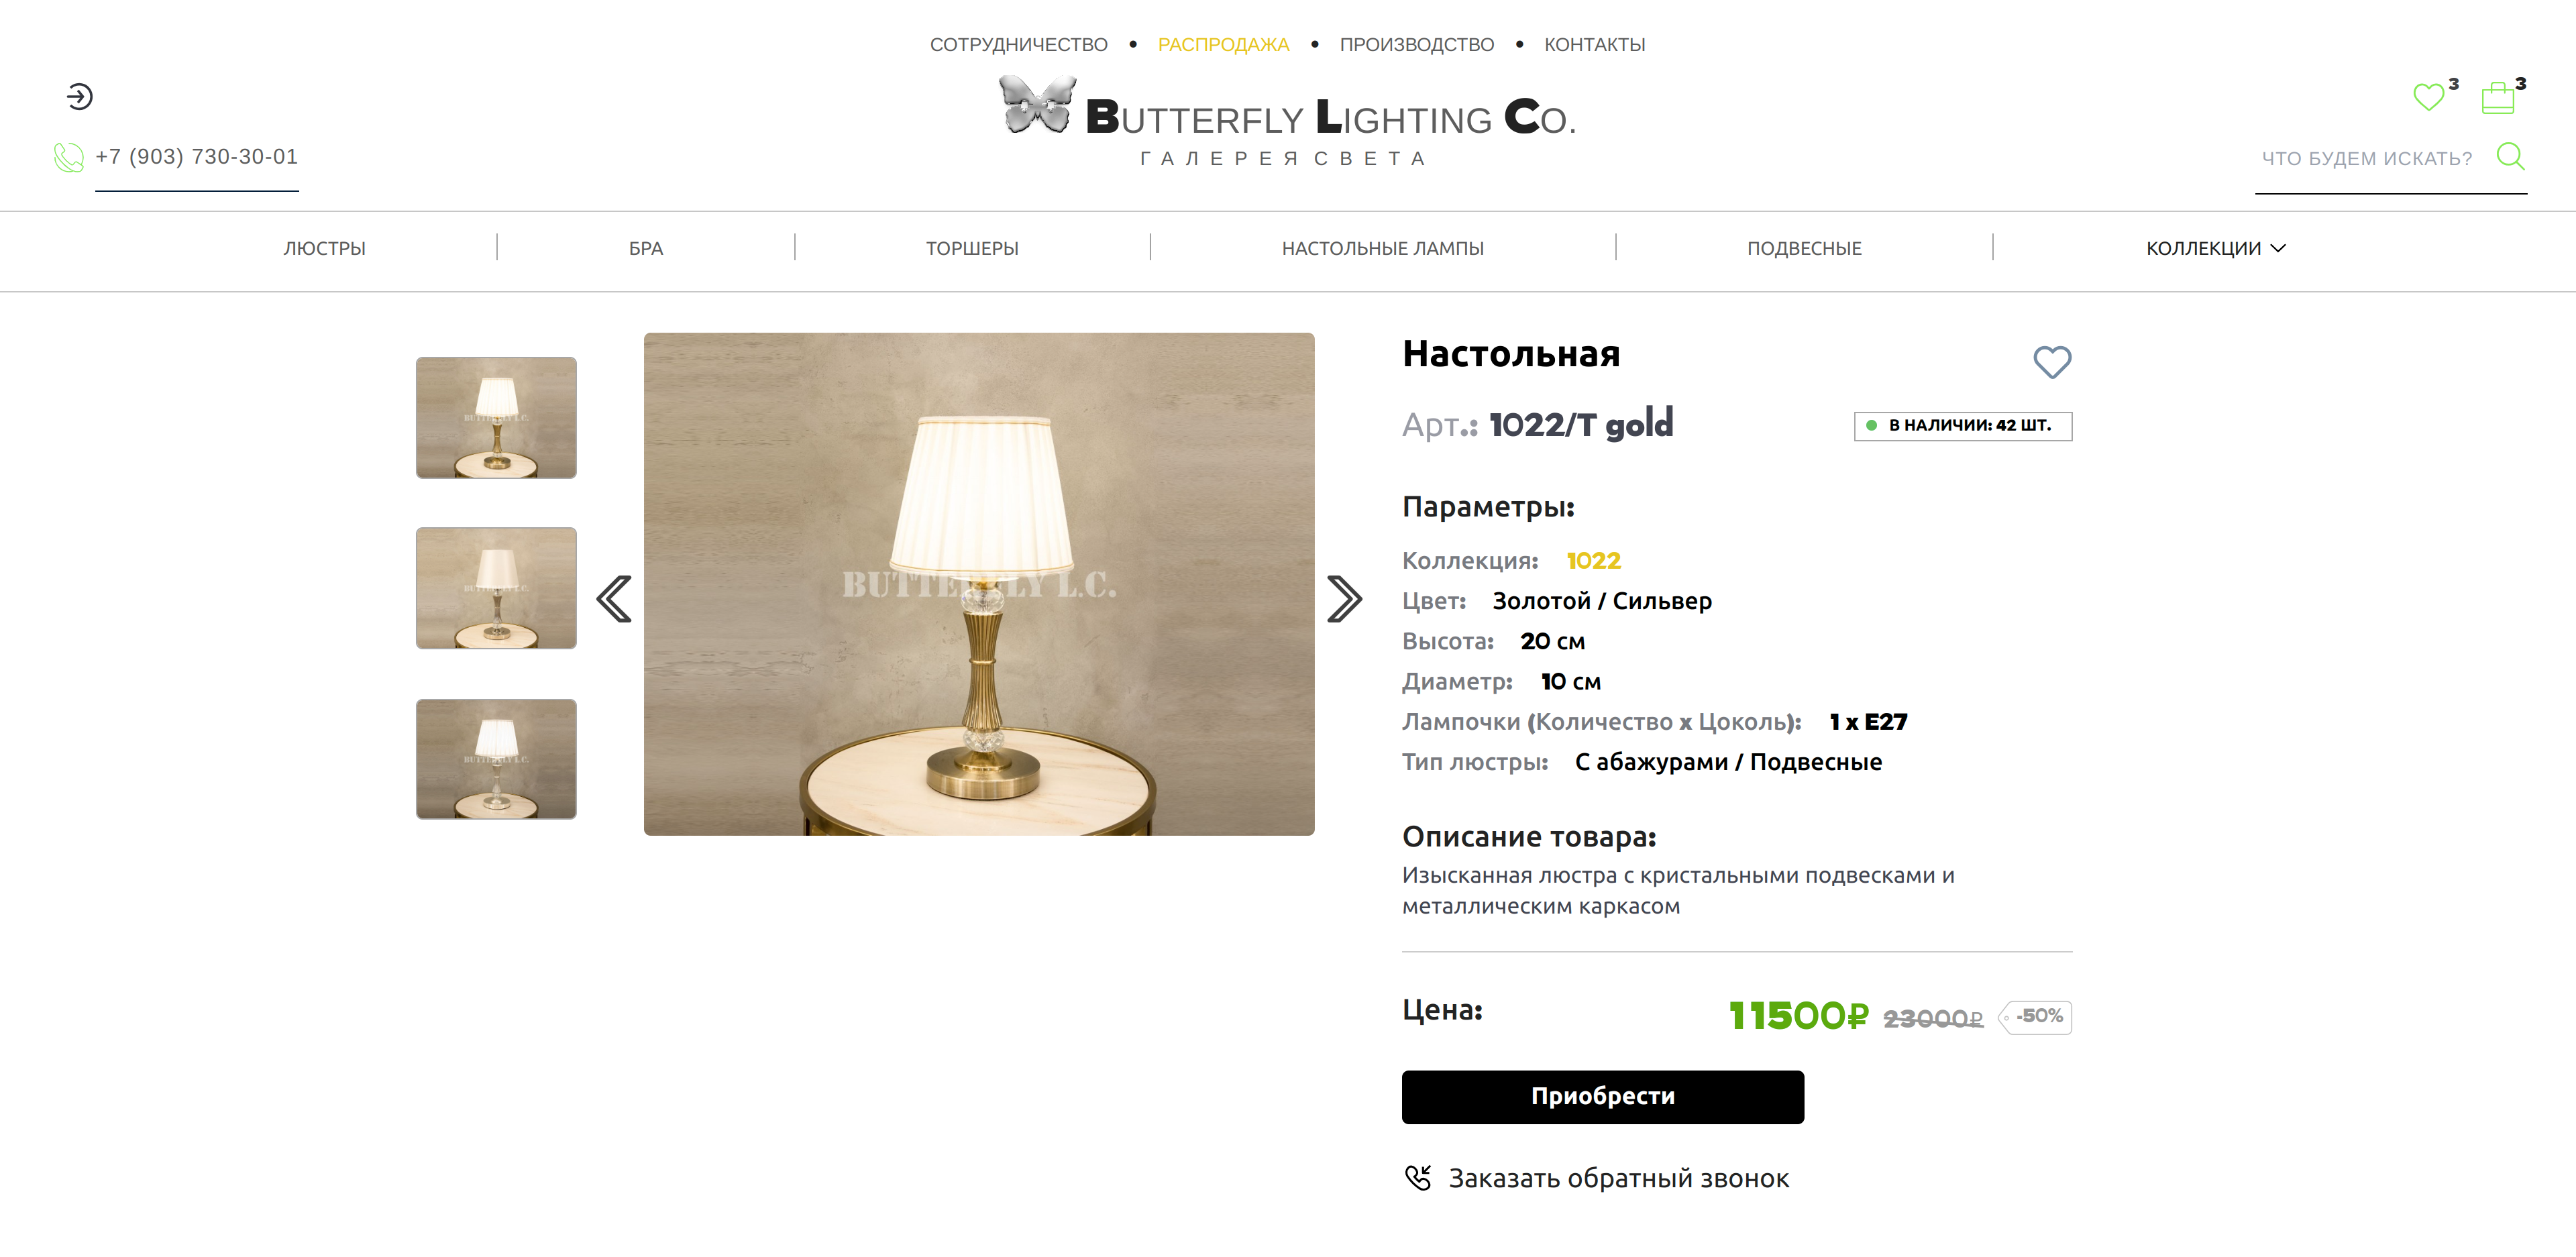 СОТРУДНИЧЕСТВО • РАСПРОДАЖА • ПРОИЗВОДСТВО • КОНТАКТЫ
3 3
BUTTERFLY LIGHTING CO.
ГАЛЕРЕЯ СВЕТА
+7 (903) 730-30-01
ЧТО БУДЕМ ИСКАТЬ?
ЛЮСТРЫ БРА ТОРШЕРЫ НАСТОЛЬНЫЕ ЛАМПЫ ПОДВЕСНЫЕ КОЛЛЕКЦИИ
BUTTERFLY L.C.
BUTTERFLY L.C.
BUTTERFLY L.C.
BUTTERFLY L.C.
Настольная
Арт.: 1022/T gold
В НАЛИЧИИ: 42 ШТ.
Параметры:
Коллекция: 1022
Цвет: Золотой / Сильвер
Высота: 20 см
Диаметр: 10 см
Лампочки (Количество x Цоколь): 1 x E27
Тип люстры: С абажурами / Подвесные
Описание товара:
Изысканная люстра с кристальными подвесками и
металлическим каркасом
Цена: 11500₽ 23000₽ -50%
Приобрести
Заказать обратный звонок